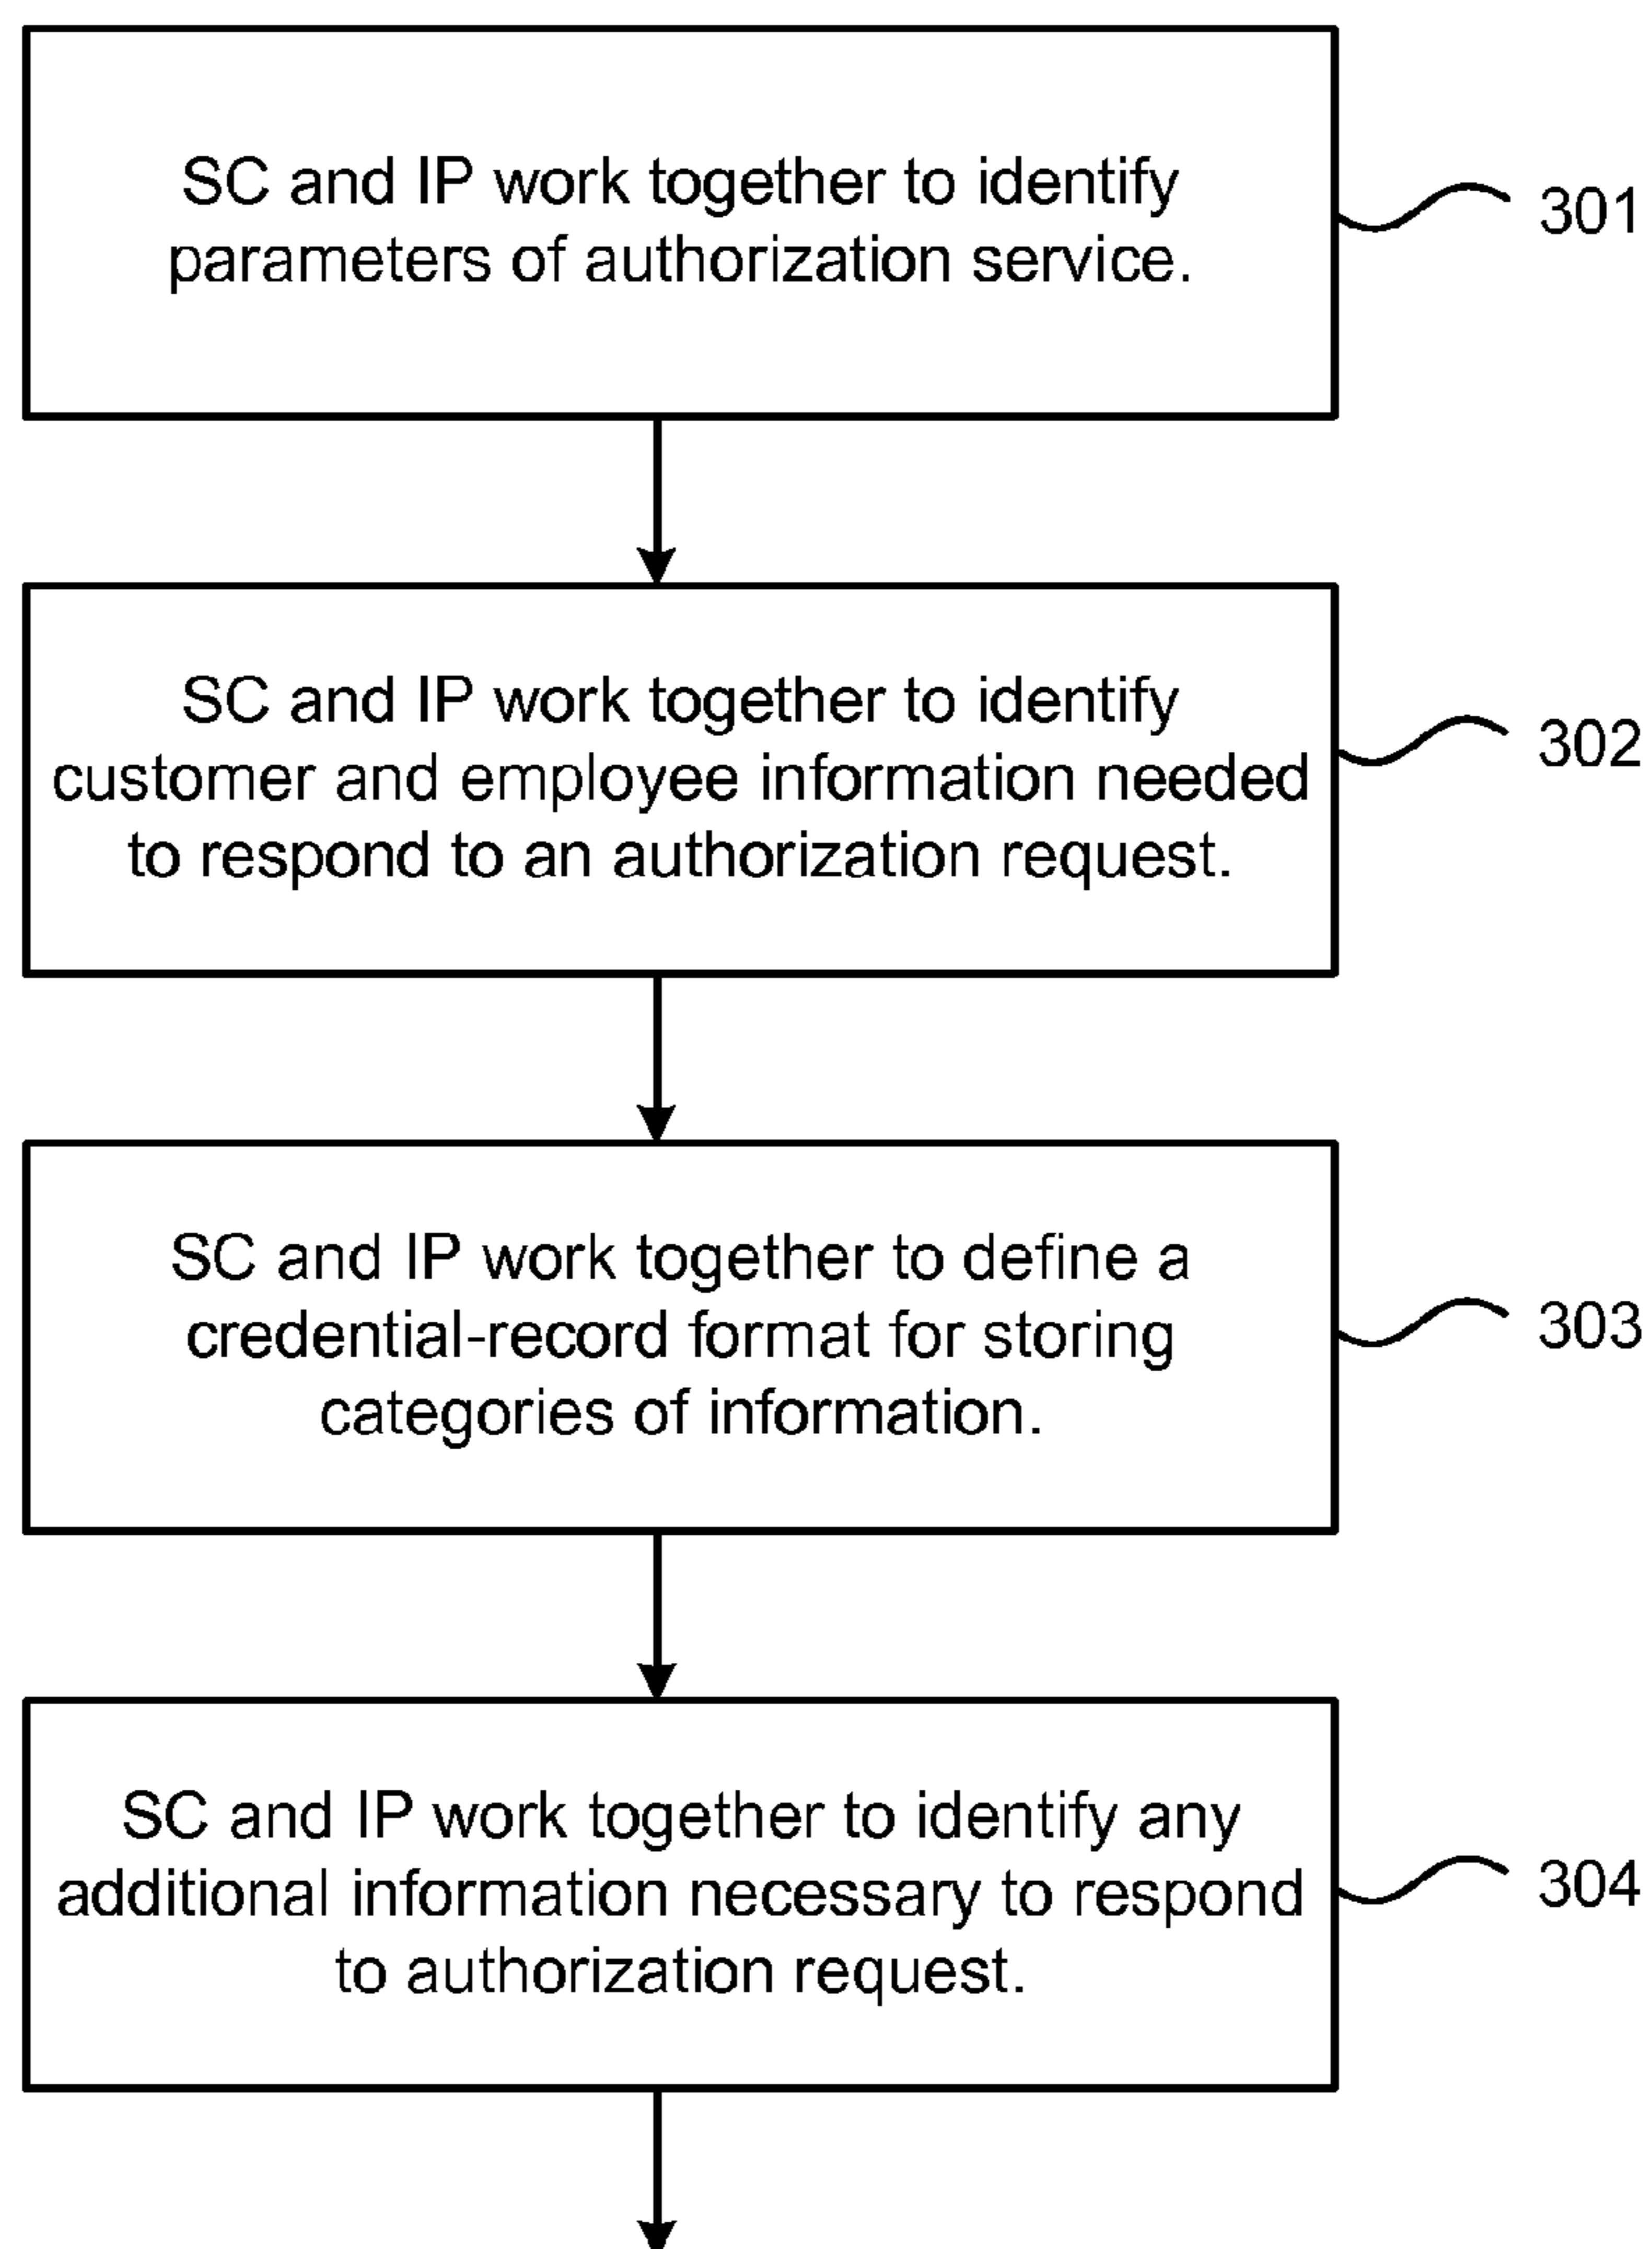 SC and IP work together to identify
parameters of authorization service.
301
SC and IP work together to identify
customer and employee information needed
to respond to an authorization request.
302
SC and IP work together to define a
credential-record format for storing
categories of information.
303
SC and IP work together to identify any
additional information necessary to respond
to authorization request.
304